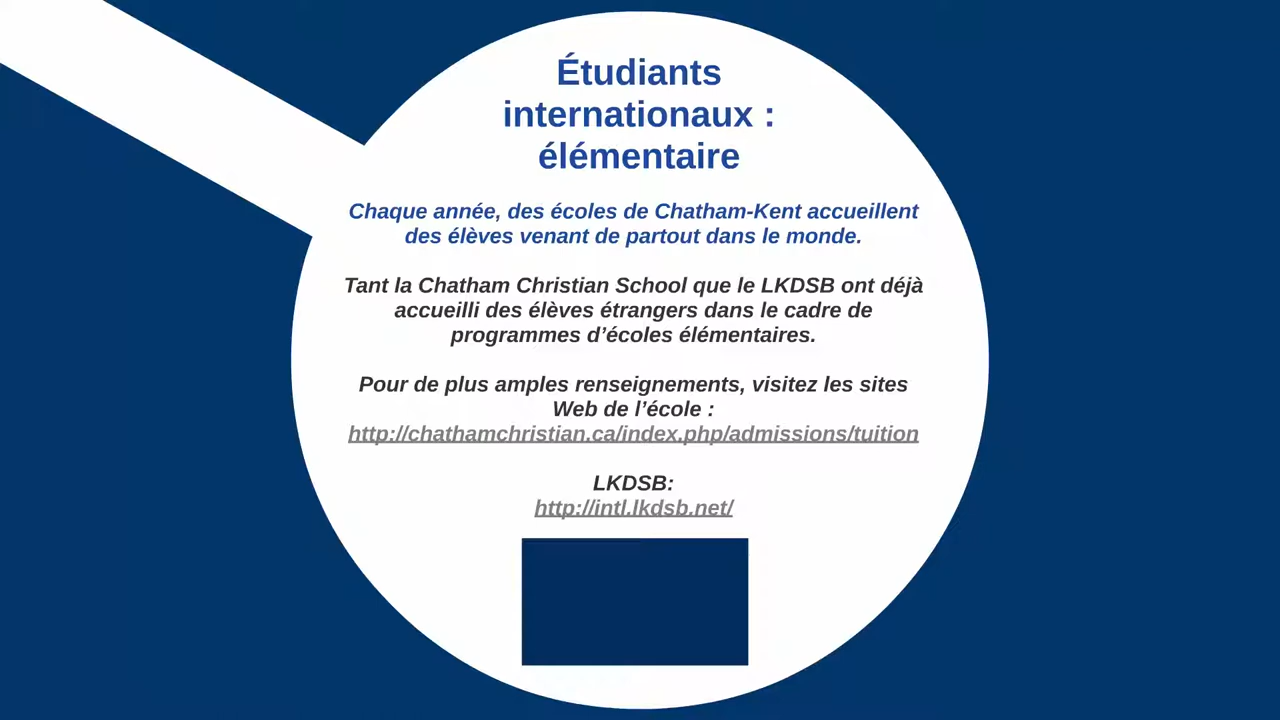 Étudiants
internationaux :
élémentaire
Chaque année, des écoles de Chatham-Kent accueillent
des élèves venant de partout dans le monde.
Tant la Chatham Christian School que le LKDSB ont déjà
accueilli des élèves étrangers dans le cadre de
programmes d’écoles élémentaires.
Pour de plus amples renseignements, visitez les sites
Web de l’école :
http://chathamchristian.ca/index.php/admissions/tuition
LKDSB:
http://intl.lkdsb.net/